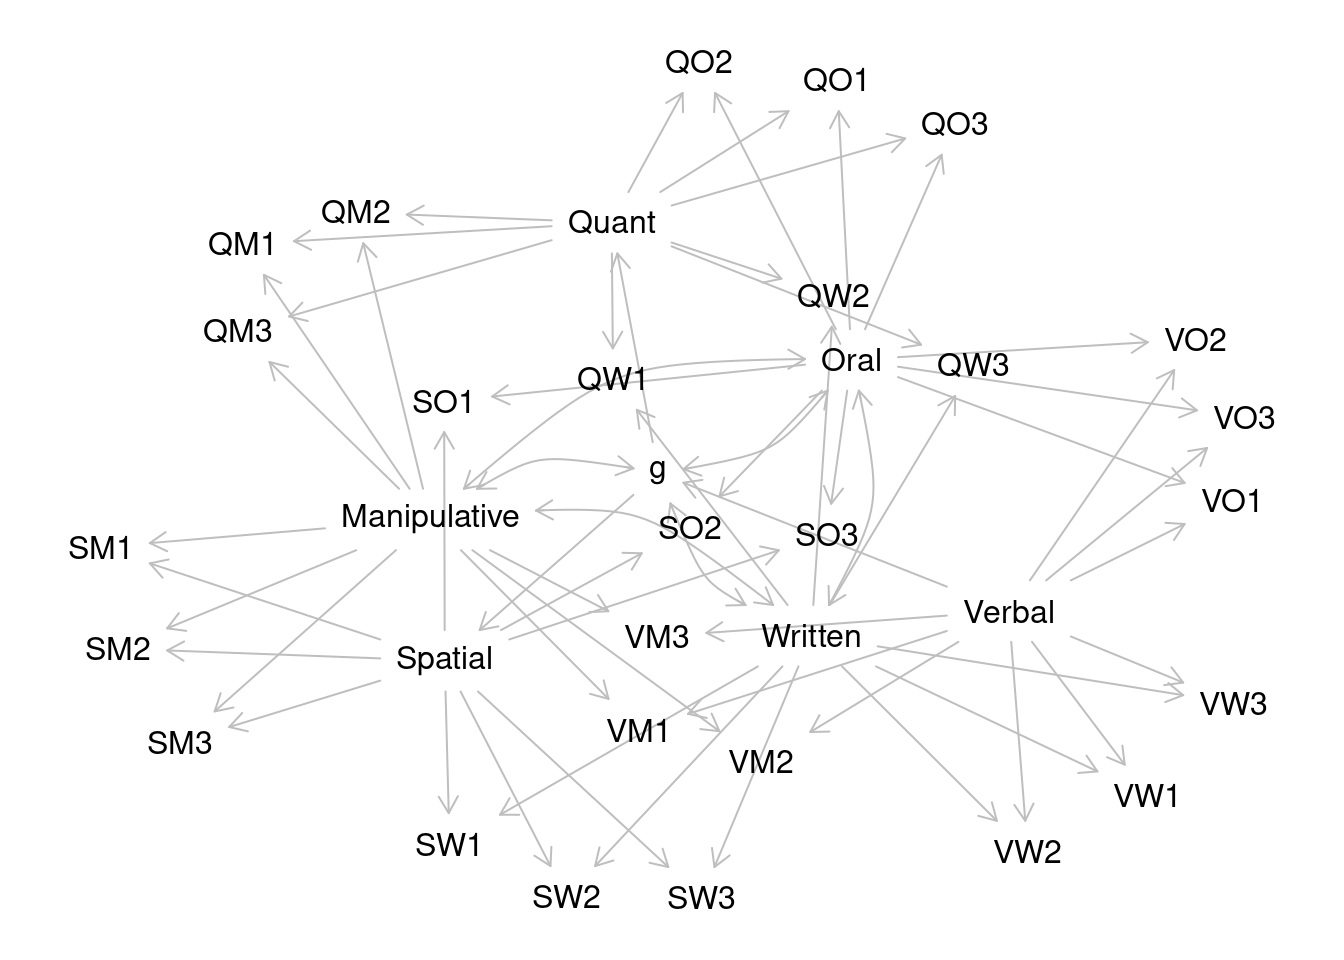 QO2
QO1
QO3
QM2
Quant
QM1
QW2
QM3
VO2
Oral
QW3
QW1
SO1
VO3
g
VO1
Manipulative
SO2
SO3
SM1
Verbal
VM3
Written
SM2
Spatial
VW3
VM1
SM3
VM2
VW1
SW1
VW2
SW2
SW3